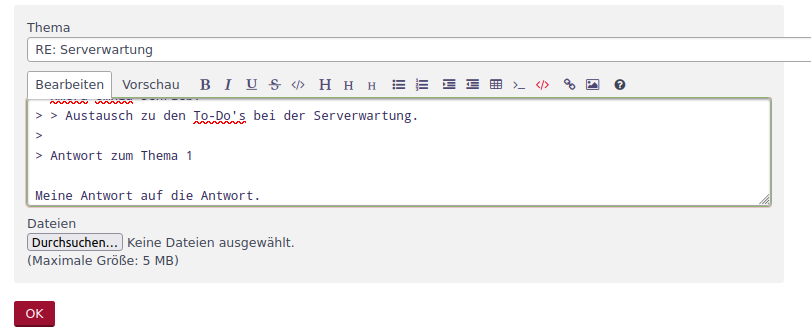 Thema
RE: Serverwartung
Bearbeiten Vorschau B I U S </> H H H >_ </> ?
> > Austausch zu den To-Do's bei der Serverwartung.
>
> Antwort zum Thema 1
Meine Antwort auf die Antwort.
Dateien
Durchsuchen... Keine Dateien ausgewählt.
(Maximale Größe: 5 MB)
OK